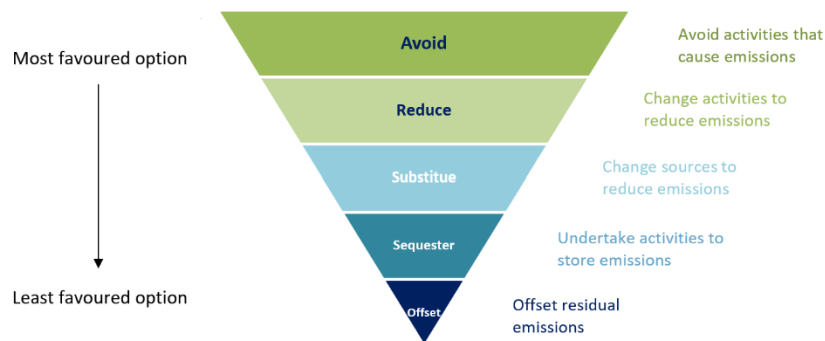 Most favoured option
Avoid
Avoid activities that
cause emissions
Reduce
Change activities to
reduce emissions
Substitue
Change sources to
reduce emissions
Sequester
Undertake activities to
store emissions
Least favoured option
Offset
Offset residual
emissions